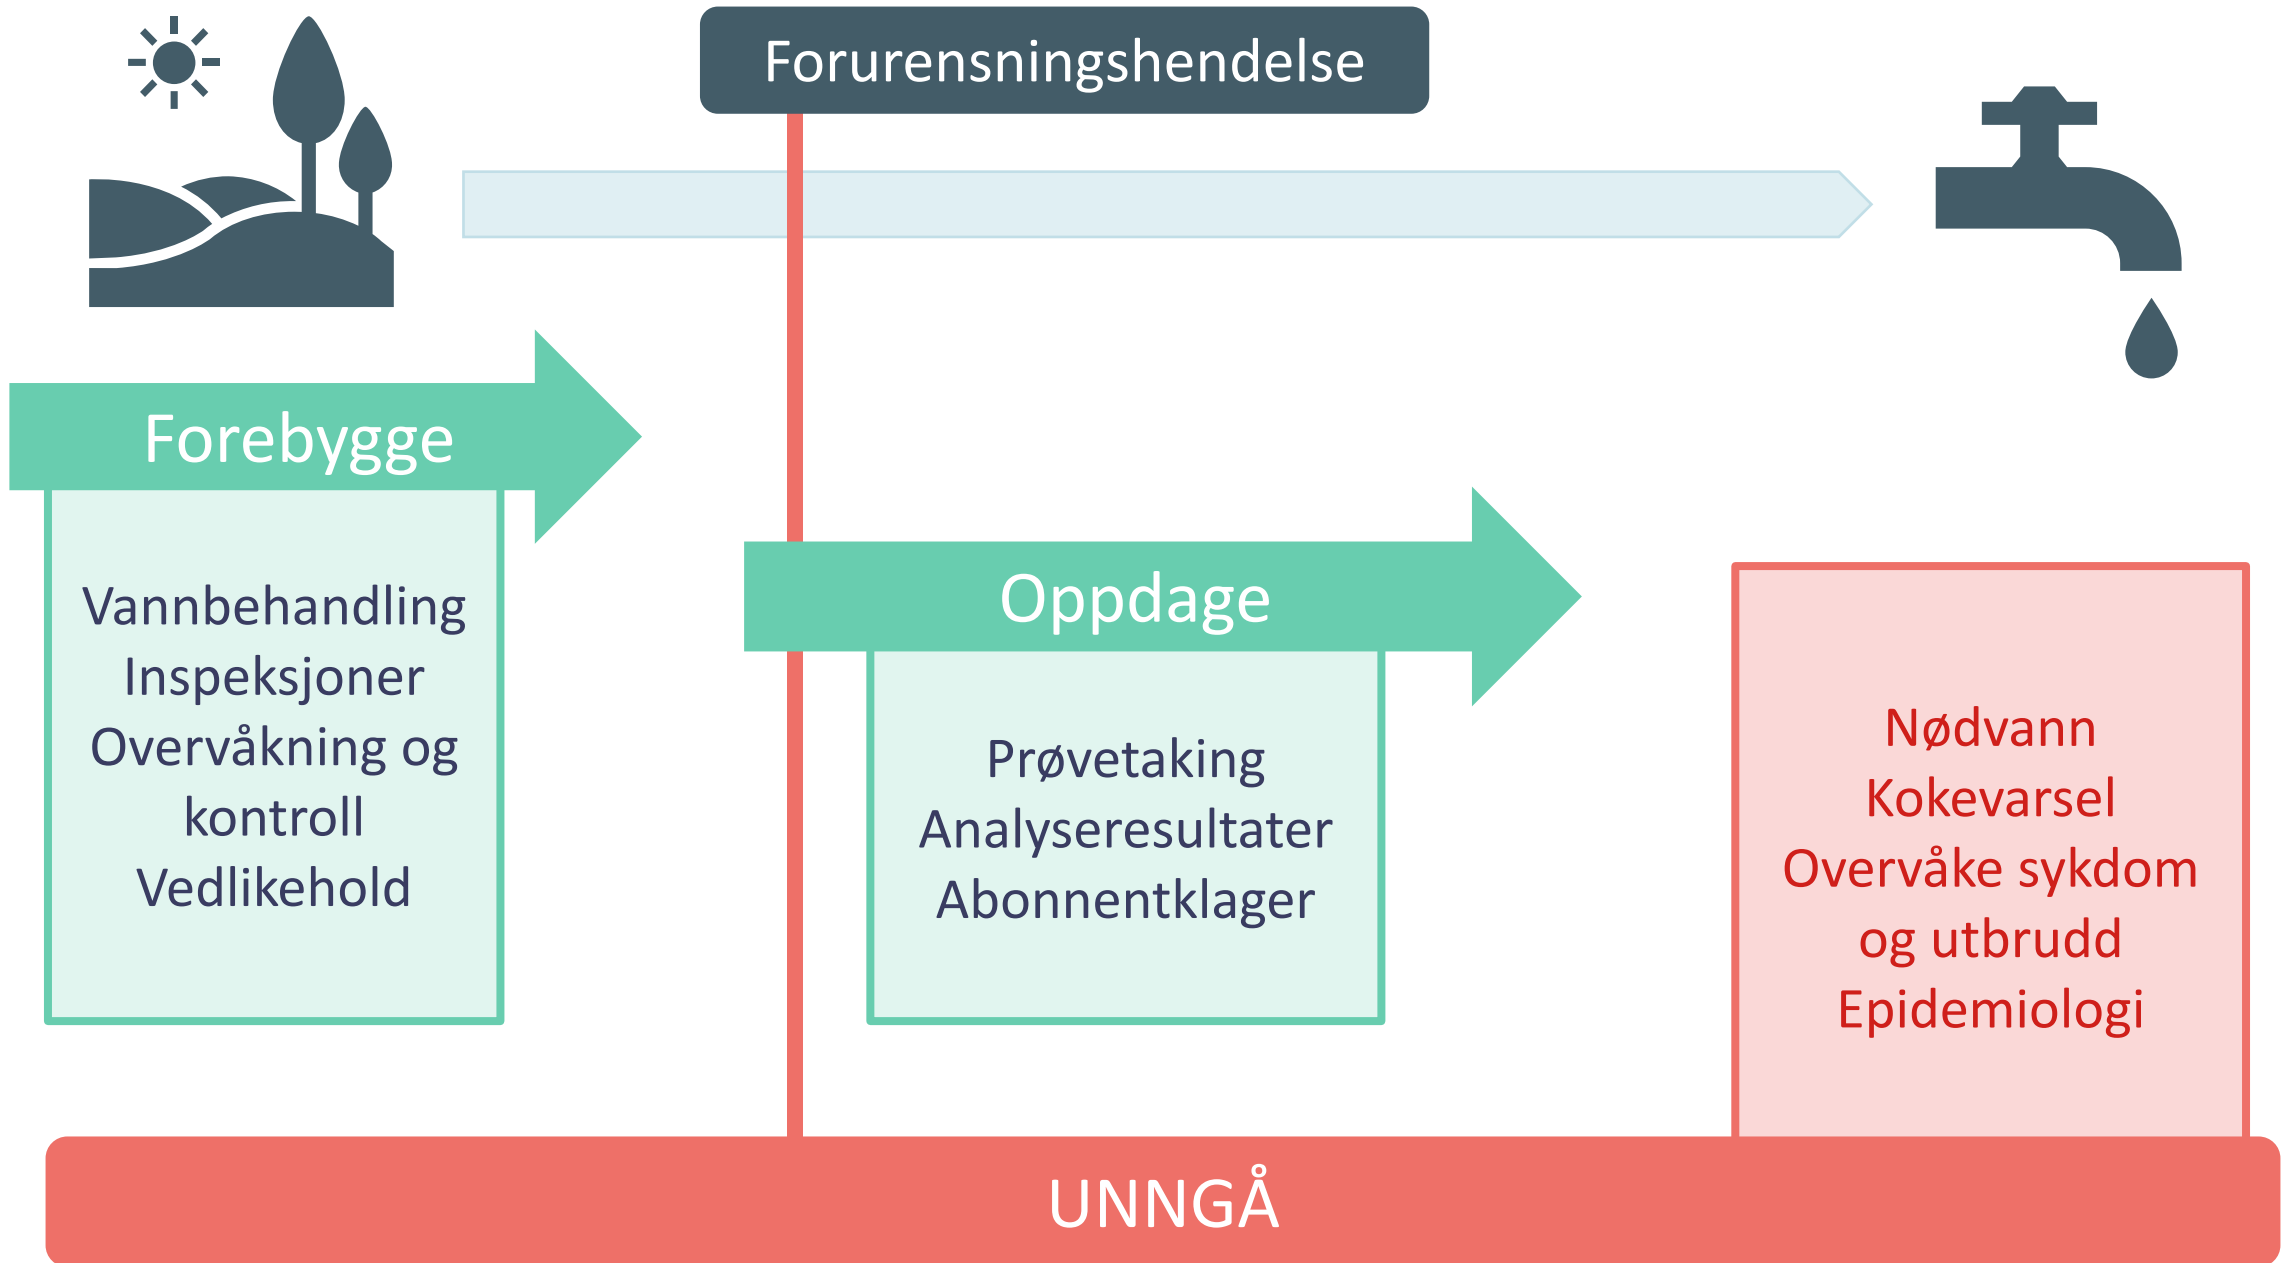 Forurensningshendelse
Forebygge
Vannbehandling
Inspeksjoner
Overvåkning og
kontroll
Vedlikehold
Oppdage
Prøvetaking
Analyseresultater
Abonnentklager
Nødvann
Kokevarsel
Overvåke sykdom
og utbrudd
Epidemiologi
UNNGÅ